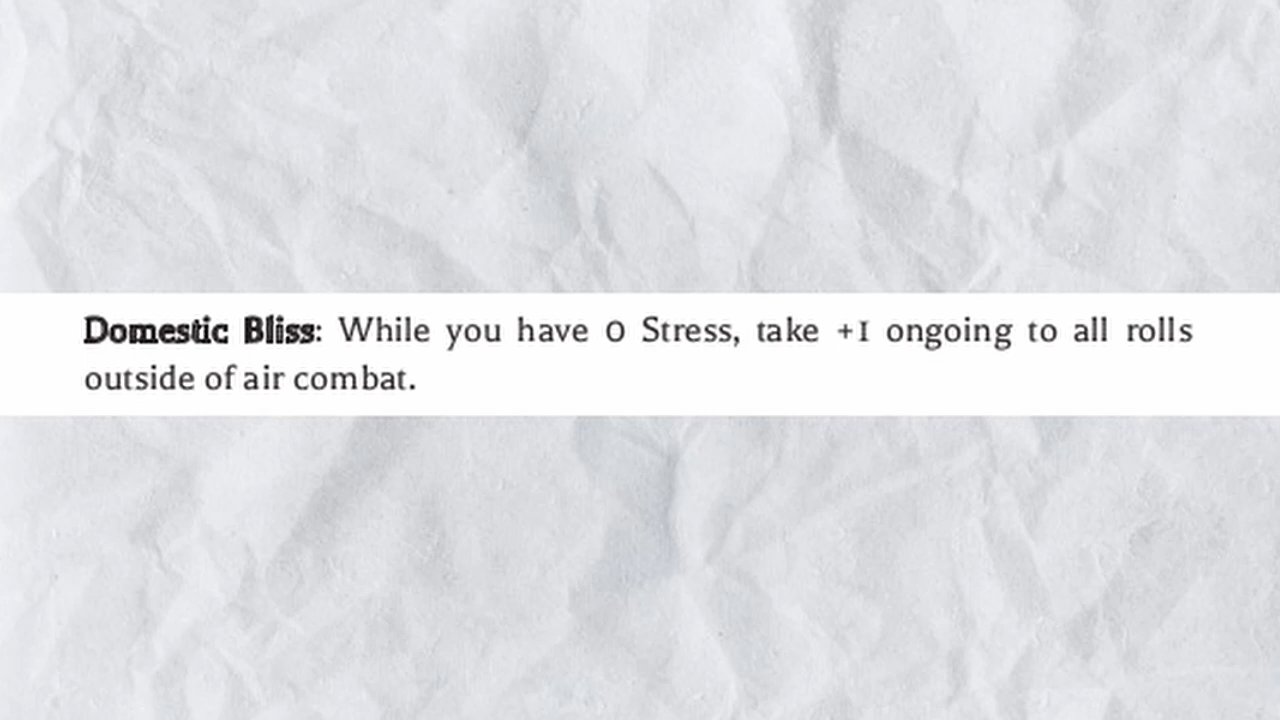 Domestic Bliss: While you have 0 Stress, take +1 ongoing to all rolls
outside of air combat.